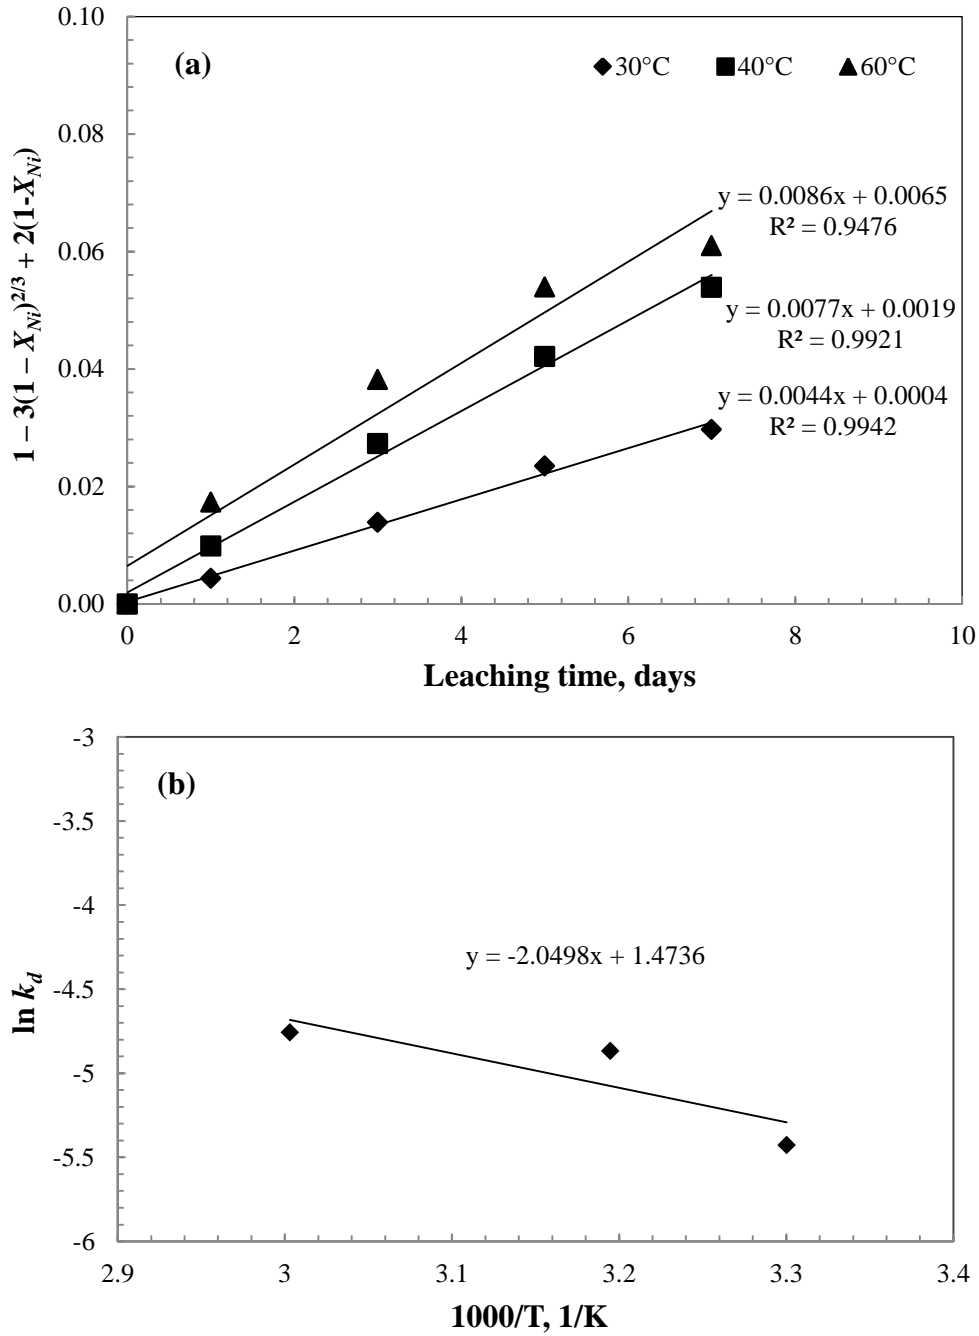 0.10
(a)
30°C 40°C 60°C
0.08
y = 0.0086x + 0.0065
R² = 0.9476
0.06
y = 0.0077x + 0.0019
R² = 0.9921
0.04
y = 0.0044x + 0.0004
R² = 0.9942
0.02
0.00
0 2 4 6 8 10
1 – 3(1 – X_Ni)^2/3 + 2(1-X_Ni)
Leaching time, days
-3
(b)
-3.5
-4
y = -2.0498x + 1.4736
-4.5
-5
-5.5
-6
2.9 3 3.1 3.2 3.3 3.4
ln k_d
1000/T, 1/K